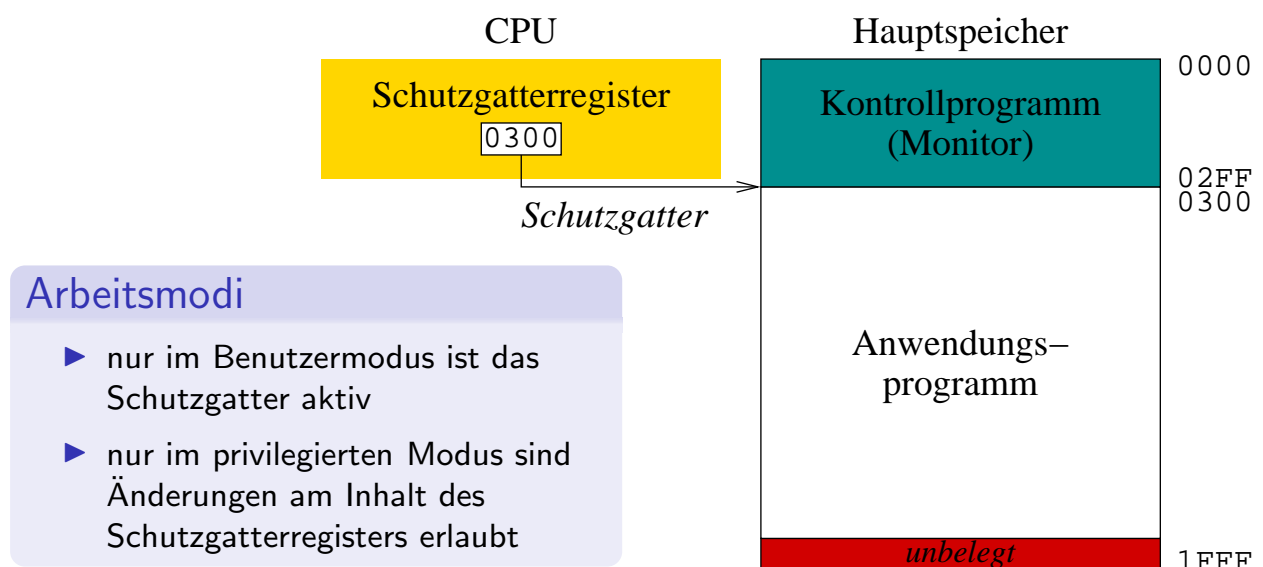 CPU
Hauptspeicher
Schutzgatterregister
0300
Schutzgatter
Kontrollprogramm
(Monitor)
0000
02FF
0300
Anwendungs–
programm
unbelegt
1FFF
Arbeitsmodi
nur im Benutzermodus ist das
Schutzgatter aktiv
nur im privilegierten Modus sind
Änderungen am Inhalt des
Schutzgatterregisters erlaubt